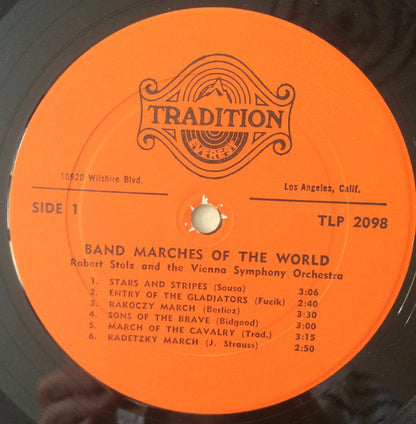 TRADITION
EVEREST
10920 Wilshire Blvd.
Los Angeles, Calif.
SIDE 1
TLP 2098
BAND MARCHES OF THE WORLD
Robert Stolz and the Vienna Symphony Orchestra
1. STARS AND STRIPES (Sousa) 3:06
2. ENTRY OF THE GLADIATORS (Fucik) 2:40
3. RAKOCZY MARCH (Berlioz) 3:30
4. SONS OF THE BRAVE (Bidgood) 3:00
5. MARCH OF THE CAVALRY (Trad.) 3:15
6. RADETZKY MARCH (J. Strauss) 2:50